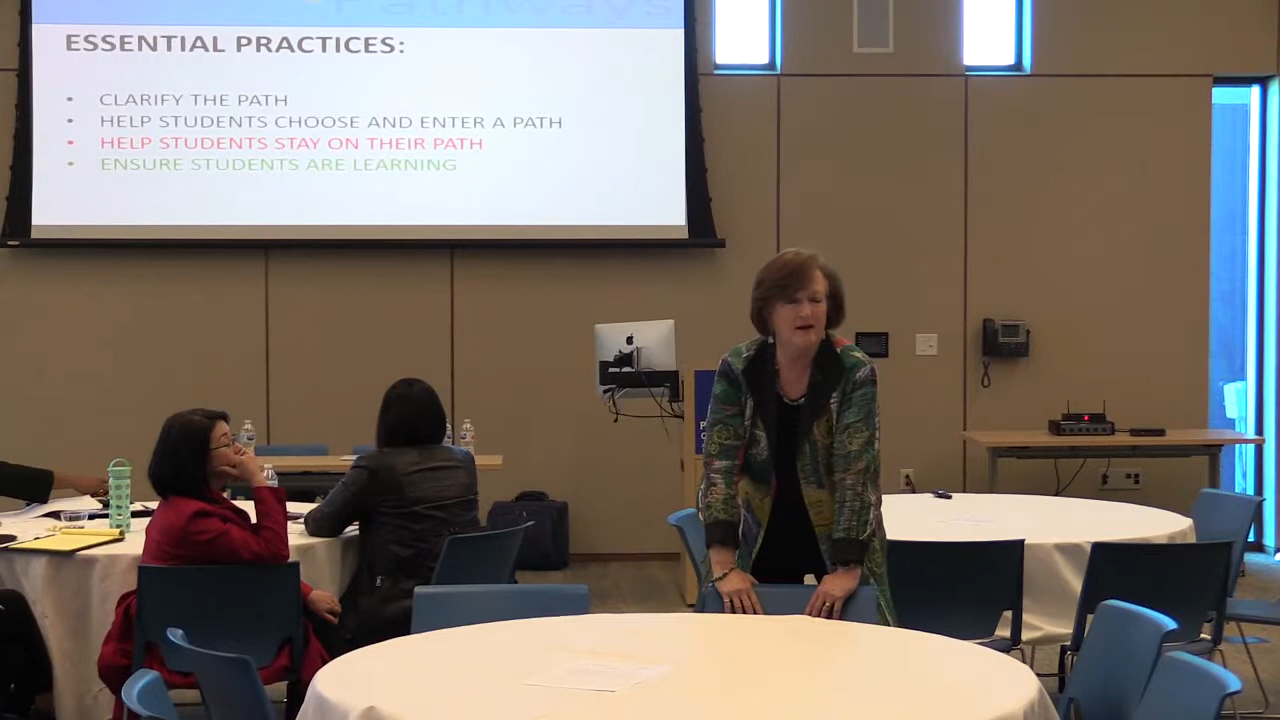 Pathways
ESSENTIAL PRACTICES:
• CLARIFY THE PATH
• HELP STUDENTS CHOOSE AND ENTER A PATH
• HELP STUDENTS STAY ON THEIR PATH
• ENSURE STUDENTS ARE LEARNING